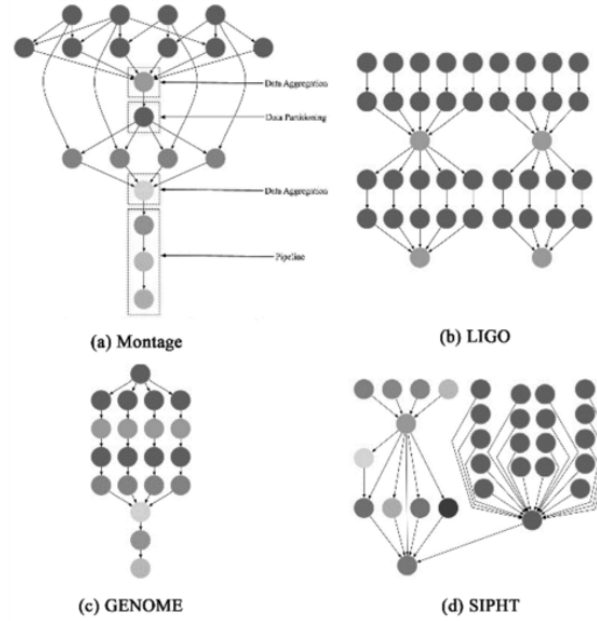 Data Aggregation
Data Partitioning
Data Aggregation
Pipeline
(a) Montage
(b) LIGO
(c) GENOME
(d) SIPHT